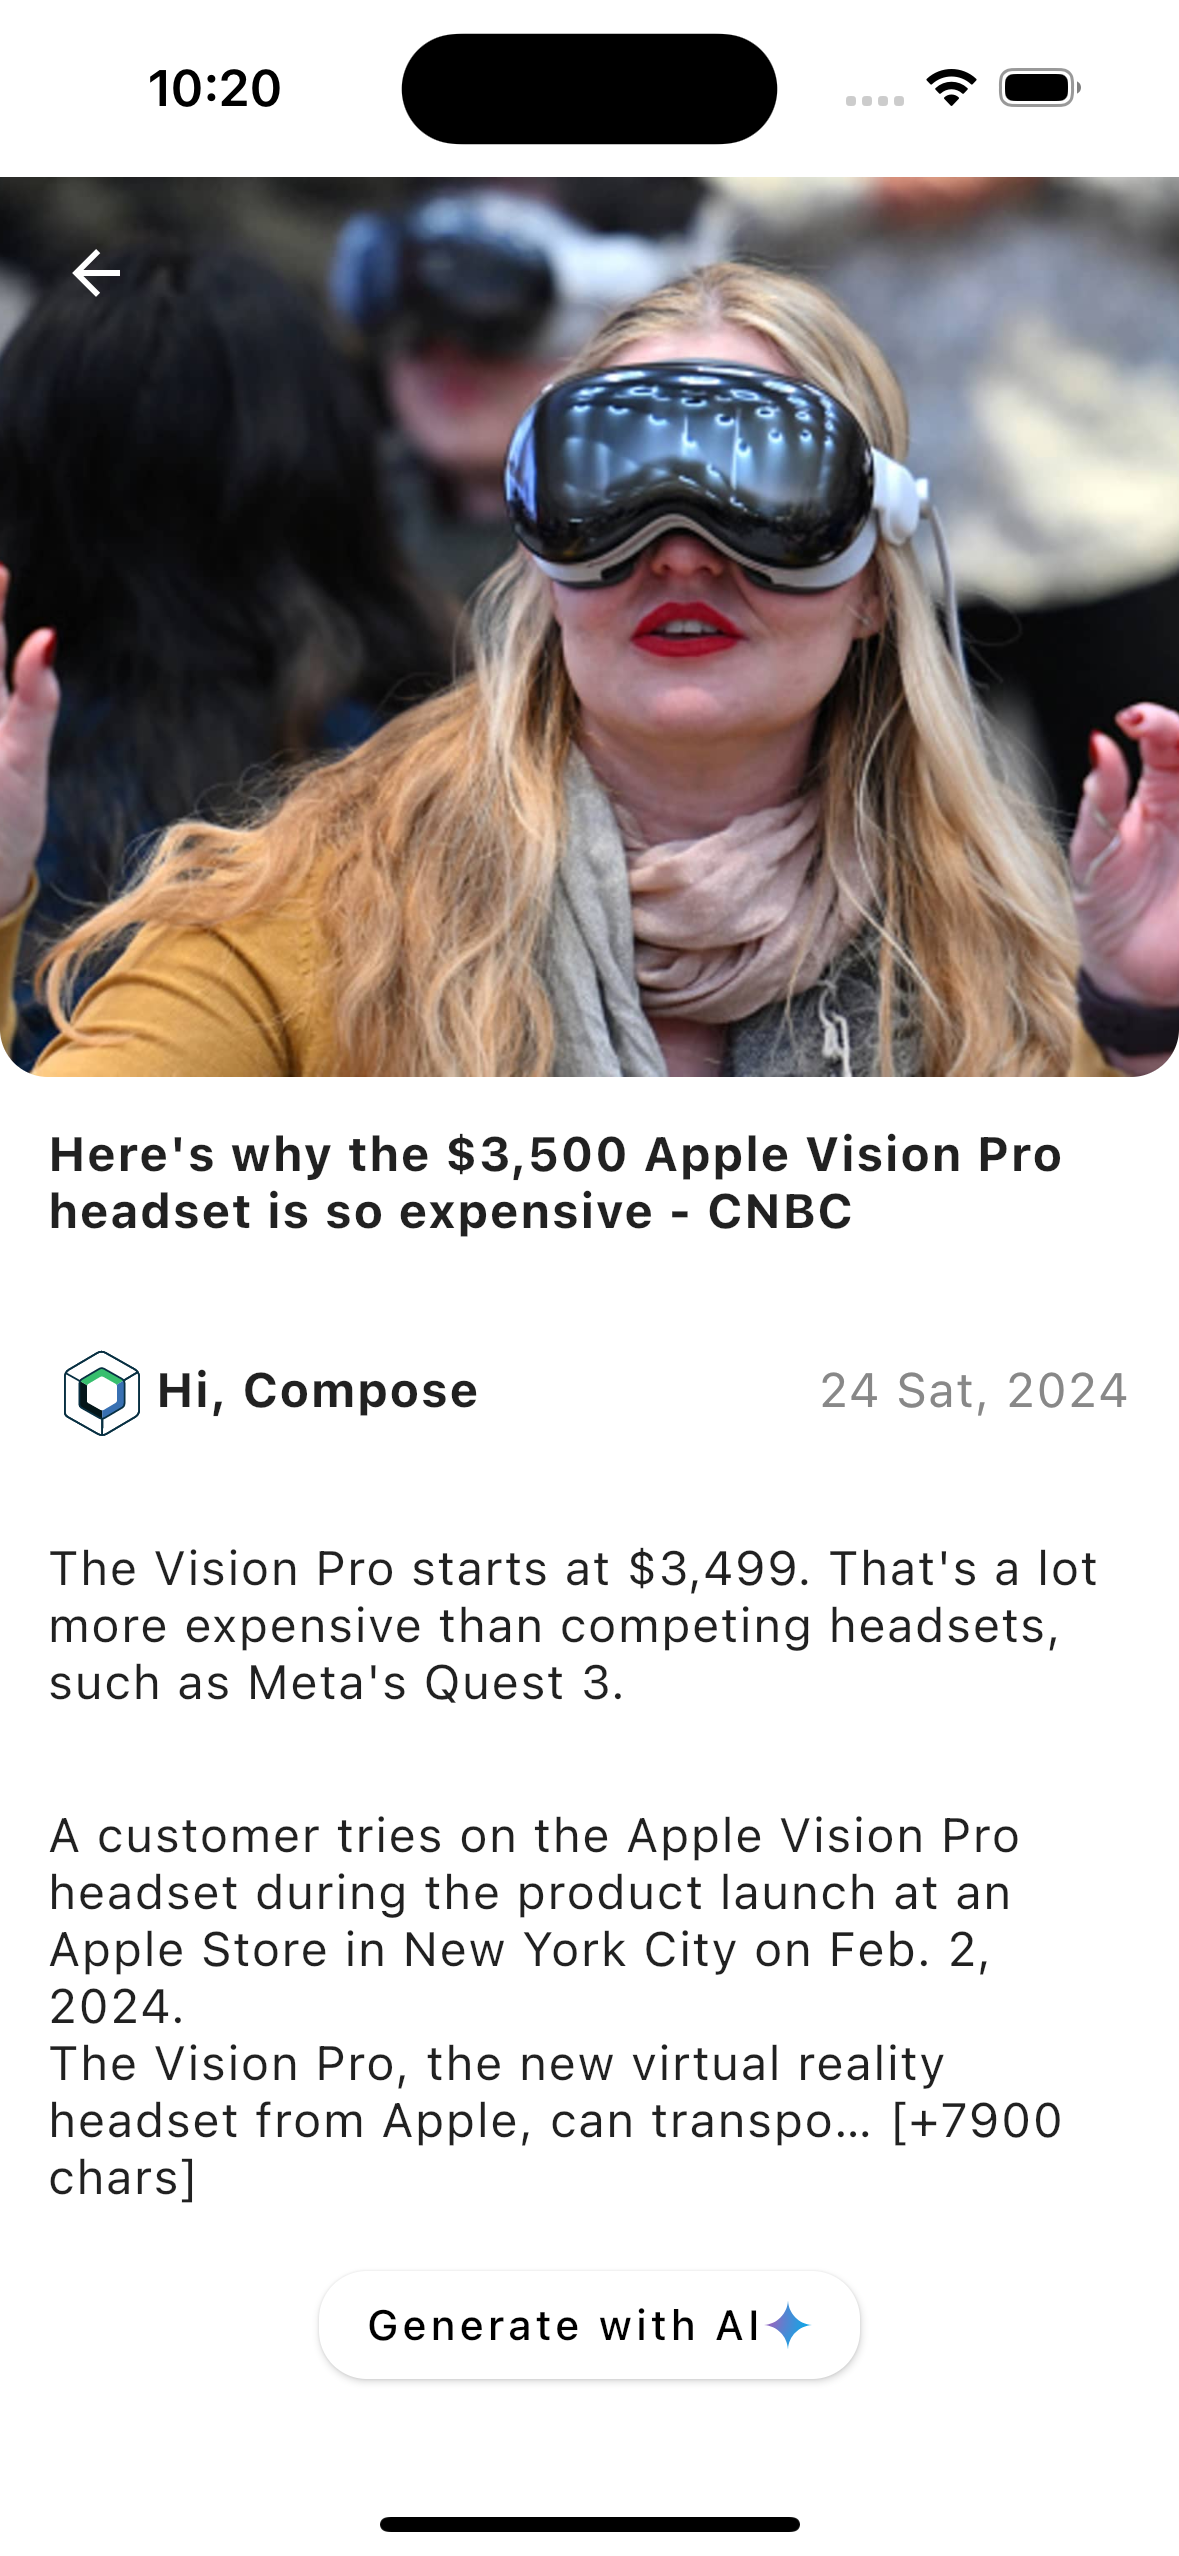 10:20
Here's why the $3,500 Apple Vision Pro
headset is so expensive - CNBC
Hi, Compose
24 Sat, 2024
The Vision Pro starts at $3,499. That's a lot
more expensive than competing headsets,
such as Meta's Quest 3.
A customer tries on the Apple Vision Pro
headset during the product launch at an
Apple Store in New York City on Feb. 2,
2024.
The Vision Pro, the new virtual reality
headset from Apple, can transpo… [+7900
chars]
Generate with AI